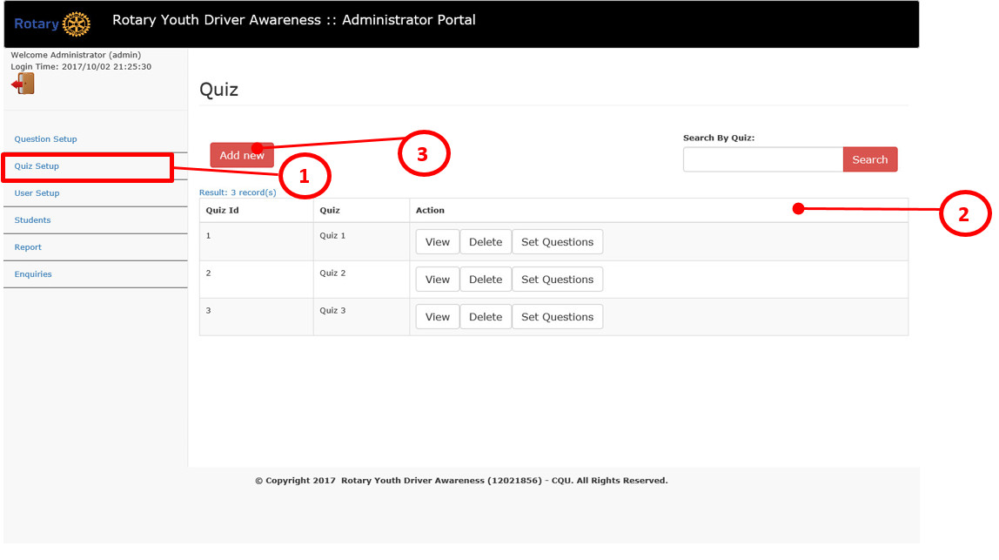 Rotary
Rotary Youth Driver Awareness :: Administrator Portal
Welcome Administrator (admin)
Login Time: 2017/10/02 21:25:30
Question Setup
Quiz Setup
User Setup
Students
Report
Enquiries
Quiz
Add new
3
1
2
Search By Quiz:
Search
Result: 3 record(s)
Quiz Id Quiz Action
1 Quiz 1 View Delete Set Questions
2 Quiz 2 View Delete Set Questions
3 Quiz 3 View Delete Set Questions
© Copyright 2017 Rotary Youth Driver Awareness (12021856) - CQU. All Rights Reserved.